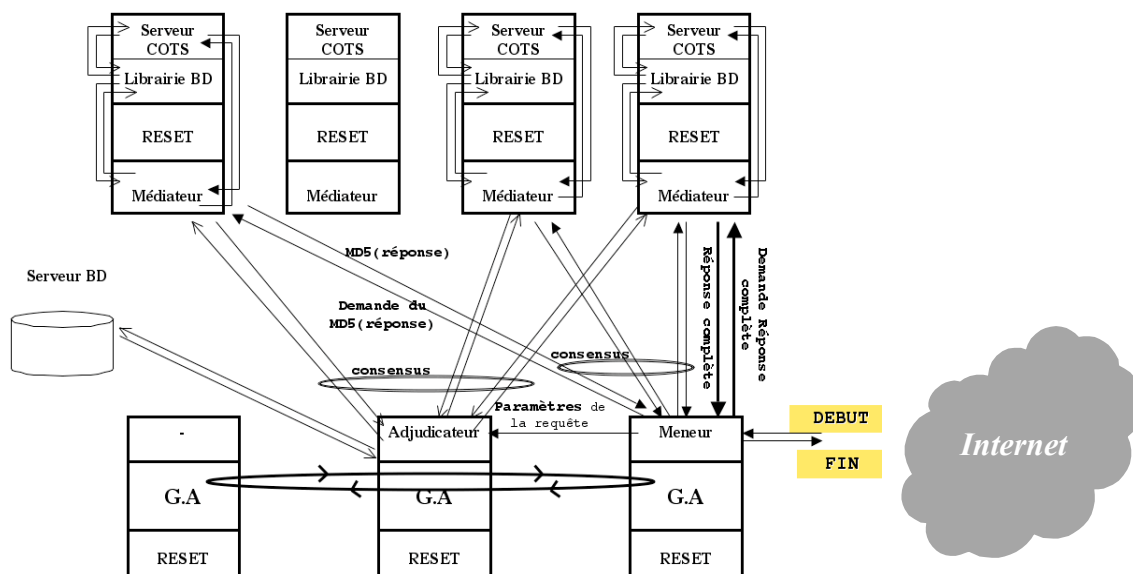 Serveur
COTS
Librairie BD
RESET
Médiateur
Serveur
COTS
Librairie BD
RESET
Médiateur
Serveur
COTS
Librairie BD
RESET
Médiateur
Serveur
COTS
Librairie BD
RESET
Médiateur
MD5(réponse)
Demande du
MD5(réponse)
Réponse complète
Demande Réponse
complète
Serveur BD
consensus
consensus
Paramètres de
la requête
DEBUT
FIN
Internet
-
G.A
RESET
Adjudicateur
G.A
RESET
Meneur
G.A
RESET